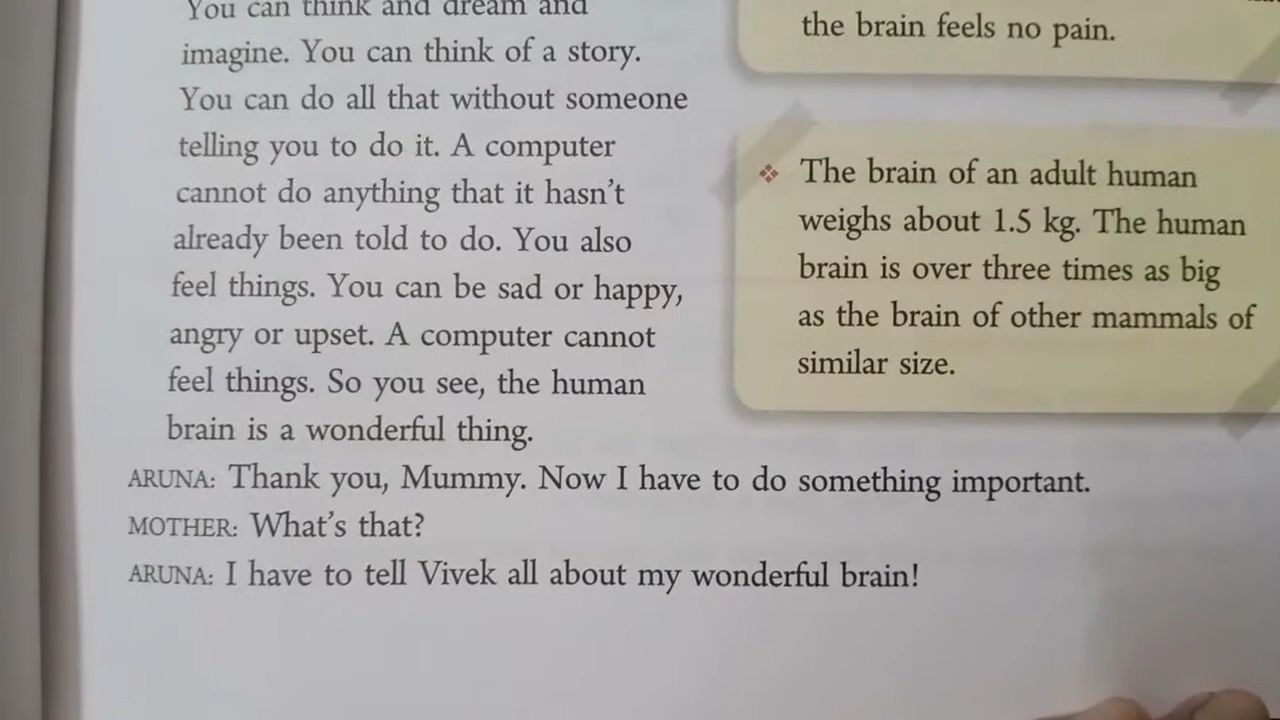 You can think and dream and
imagine. You can think of a story.
You can do all that without someone
telling you to do it. A computer
cannot do anything that it hasn't
already been told to do. You also
feel things. You can be sad or happy,
angry or upset. A computer cannot
feel things. So you see, the human
brain is a wonderful thing.
ARUNA: Thank you, Mummy. Now I have to do something important.
MOTHER: What's that?
ARUNA: I have to tell Vivek all about my wonderful brain!
the brain feels no pain.
❖ The brain of an adult human
weighs about 1.5 kg. The human
brain is over three times as big
as the brain of other mammals of
similar size.